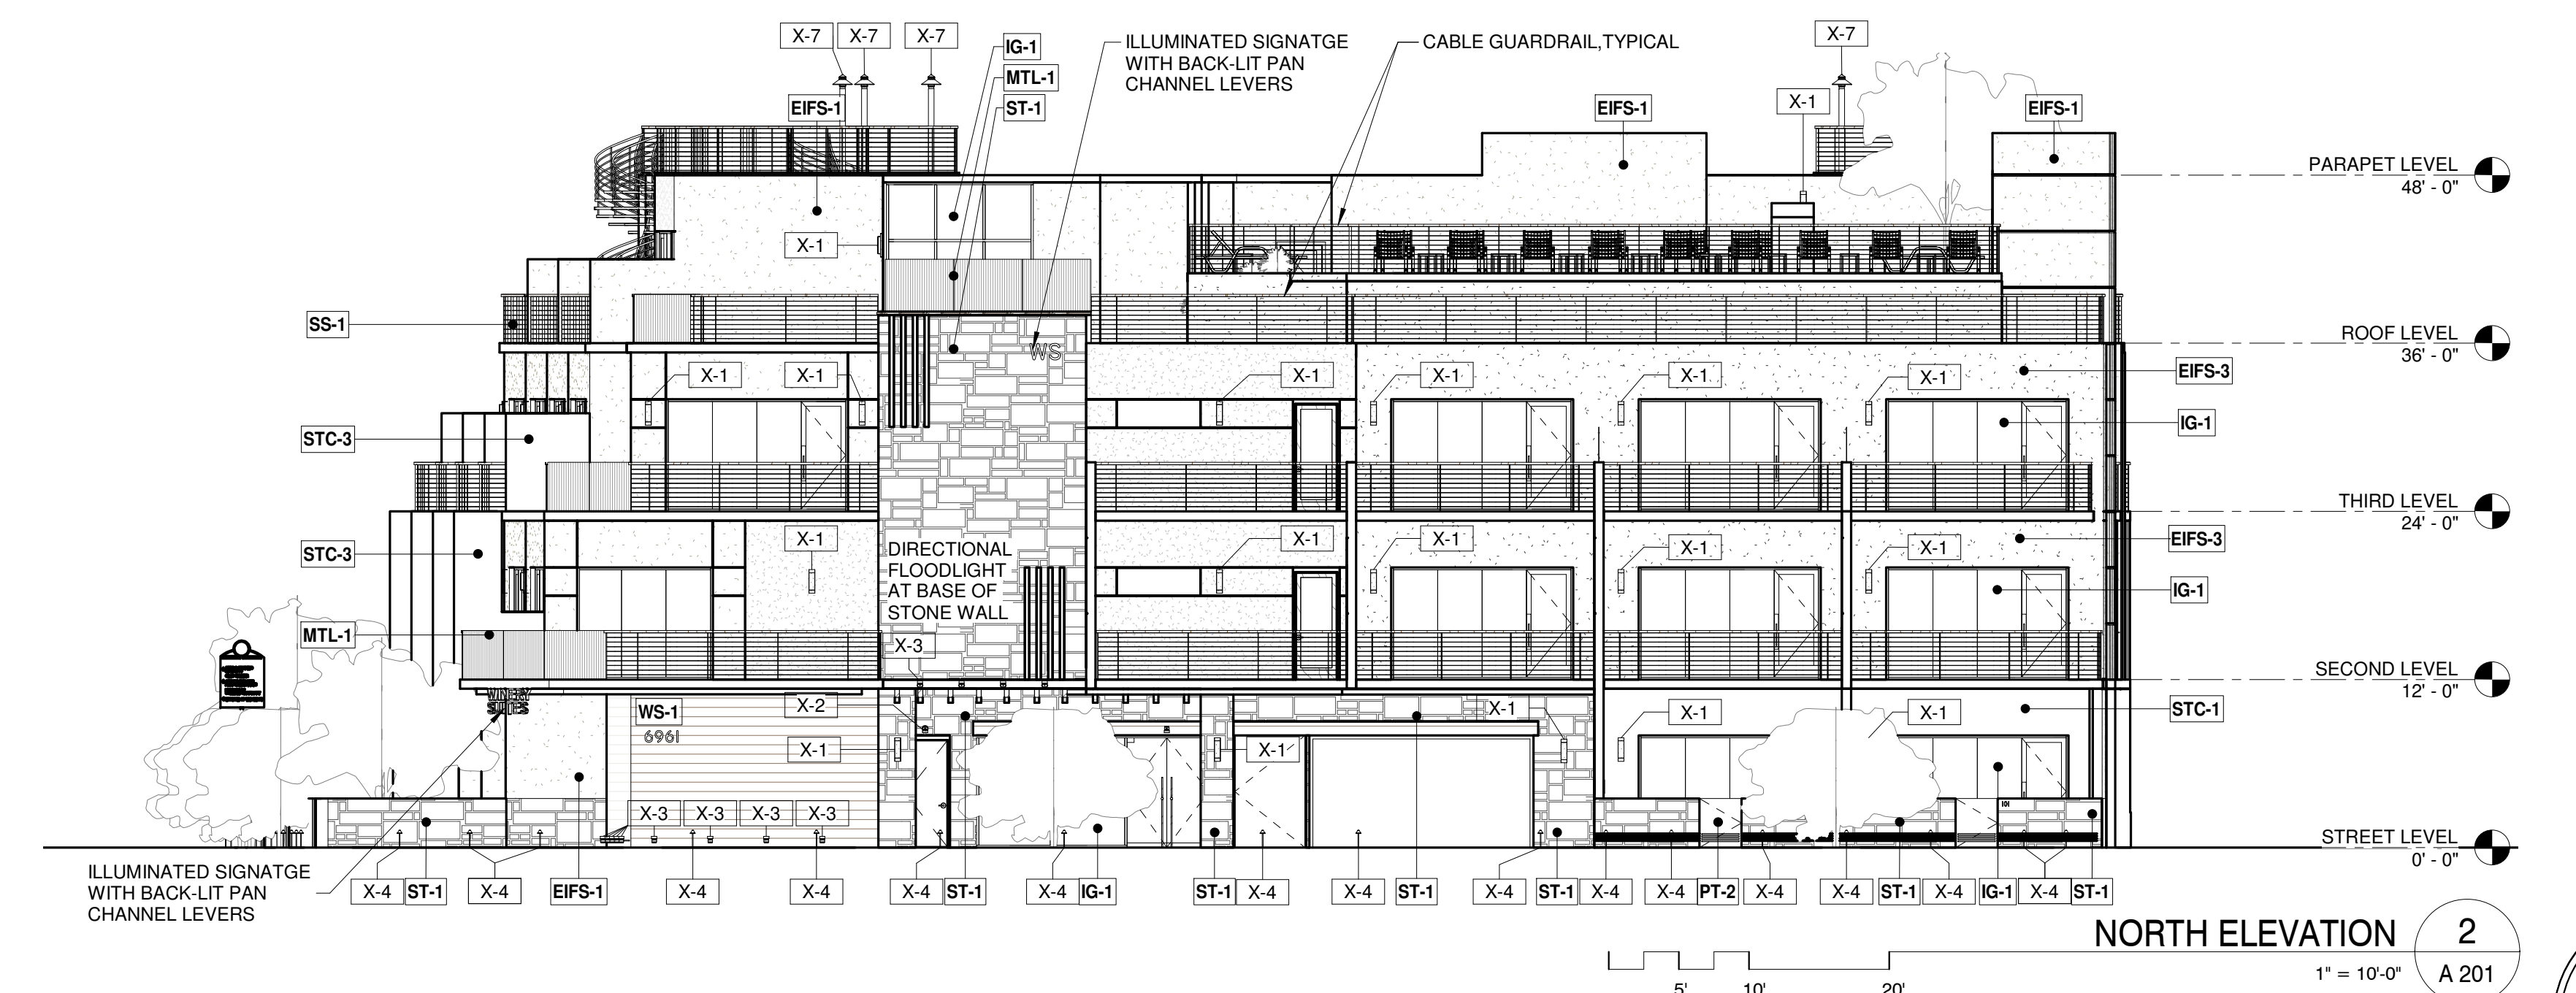 X-7
X-7
X-7
IG-1
MTL-1
ST-1
ILLUMINATED SIGNATGE
WITH BACK-LIT PAN
CHANNEL LEVERS
CABLE GUARDRAIL,TYPICAL
X-7
EIFS-1
EIFS-1
X-1
EIFS-1
PARAPET LEVEL
48' - 0"
X-1
SS-1
ROOF LEVEL
36' - 0"
WS
X-1
X-1
X-1
X-1
X-1
X-1
EIFS-3
STC-3
IG-1
THIRD LEVEL
24' - 0"
STC-3
X-1
DIRECTIONAL
FLOODLIGHT
AT BASE OF
STONE WALL
X-1
X-1
X-1
X-1
EIFS-3
IG-1
MTL-1
X-3
SECOND LEVEL
12' - 0"
WINERY
SUITES
WS-1
6961
X-2
X-1
X-1
X-1
X-1
X-1
STC-1
X-3
X-3
X-3
X-3
STREET LEVEL
0' - 0"
ILLUMINATED SIGNATGE
WITH BACK-LIT PAN
CHANNEL LEVERS
X-4
ST-1
X-4
EIFS-1
X-4
X-4
X-4
ST-1
X-4
IG-1
ST-1
X-4
X-4
ST-1
X-4
ST-1
X-4
X-4
PT-2
X-4
X-4
ST-1
X-4
IG-1
X-4
ST-1
NORTH ELEVATION
2
1" = 10'-0"
A 201
5'
10'
20'